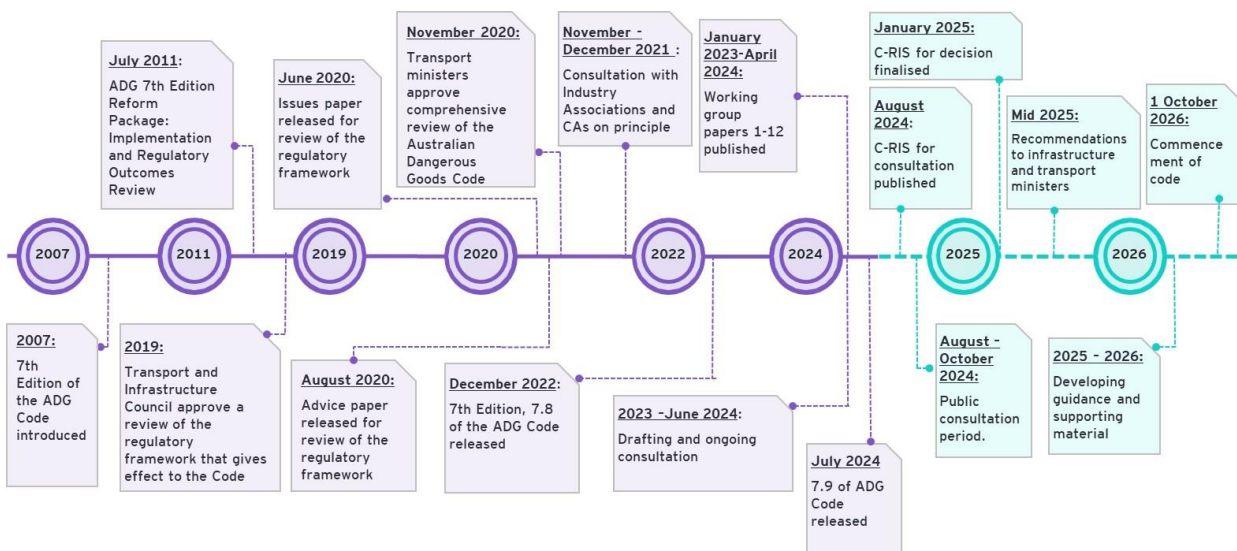 July 2011:
ADG 7th Edition
Reform
Package:
Implementation
and Regulatory
Outcomes
Review
June 2020:
Issues paper
released for
review of the
regulatory
framework
November 2020:
Transport
ministers
approve
comprehensive
review of the
Australian
Dangerous
Goods Code
November -
December 2021 :
Consultation with
Industry
Associations and
CAs on principle
January
2023-April
2024:
Working
group
papers 1-12
published
January 2025:
C-RIS for decision
finalised
August
2024:
C-RIS for
consultation
published
Mid 2025:
Recommendations
to infrastructure
and transport
ministers
1 October
2026:
Commence
ment of
code
2007
2011
2019
2020
2022
2024
2025
2026
2007:
7th
Edition of
the ADG
Code
introduced
2019:
Transport and
Infrastructure
Council approve a
review of the
regulatory
framework that gives
effect to the Code
August 2020:
Advice paper
released for
review of the
regulatory
framework
December 2022:
7th Edition, 7.8
of the ADG Code
released
2023 -June 2024:
Drafting and ongoing
consultation
July 2024
7.9 of ADG
Code
released
August -
October
2024:
Public
consultation
period.
2025 - 2026:
Developing
guidance and
supporting
material